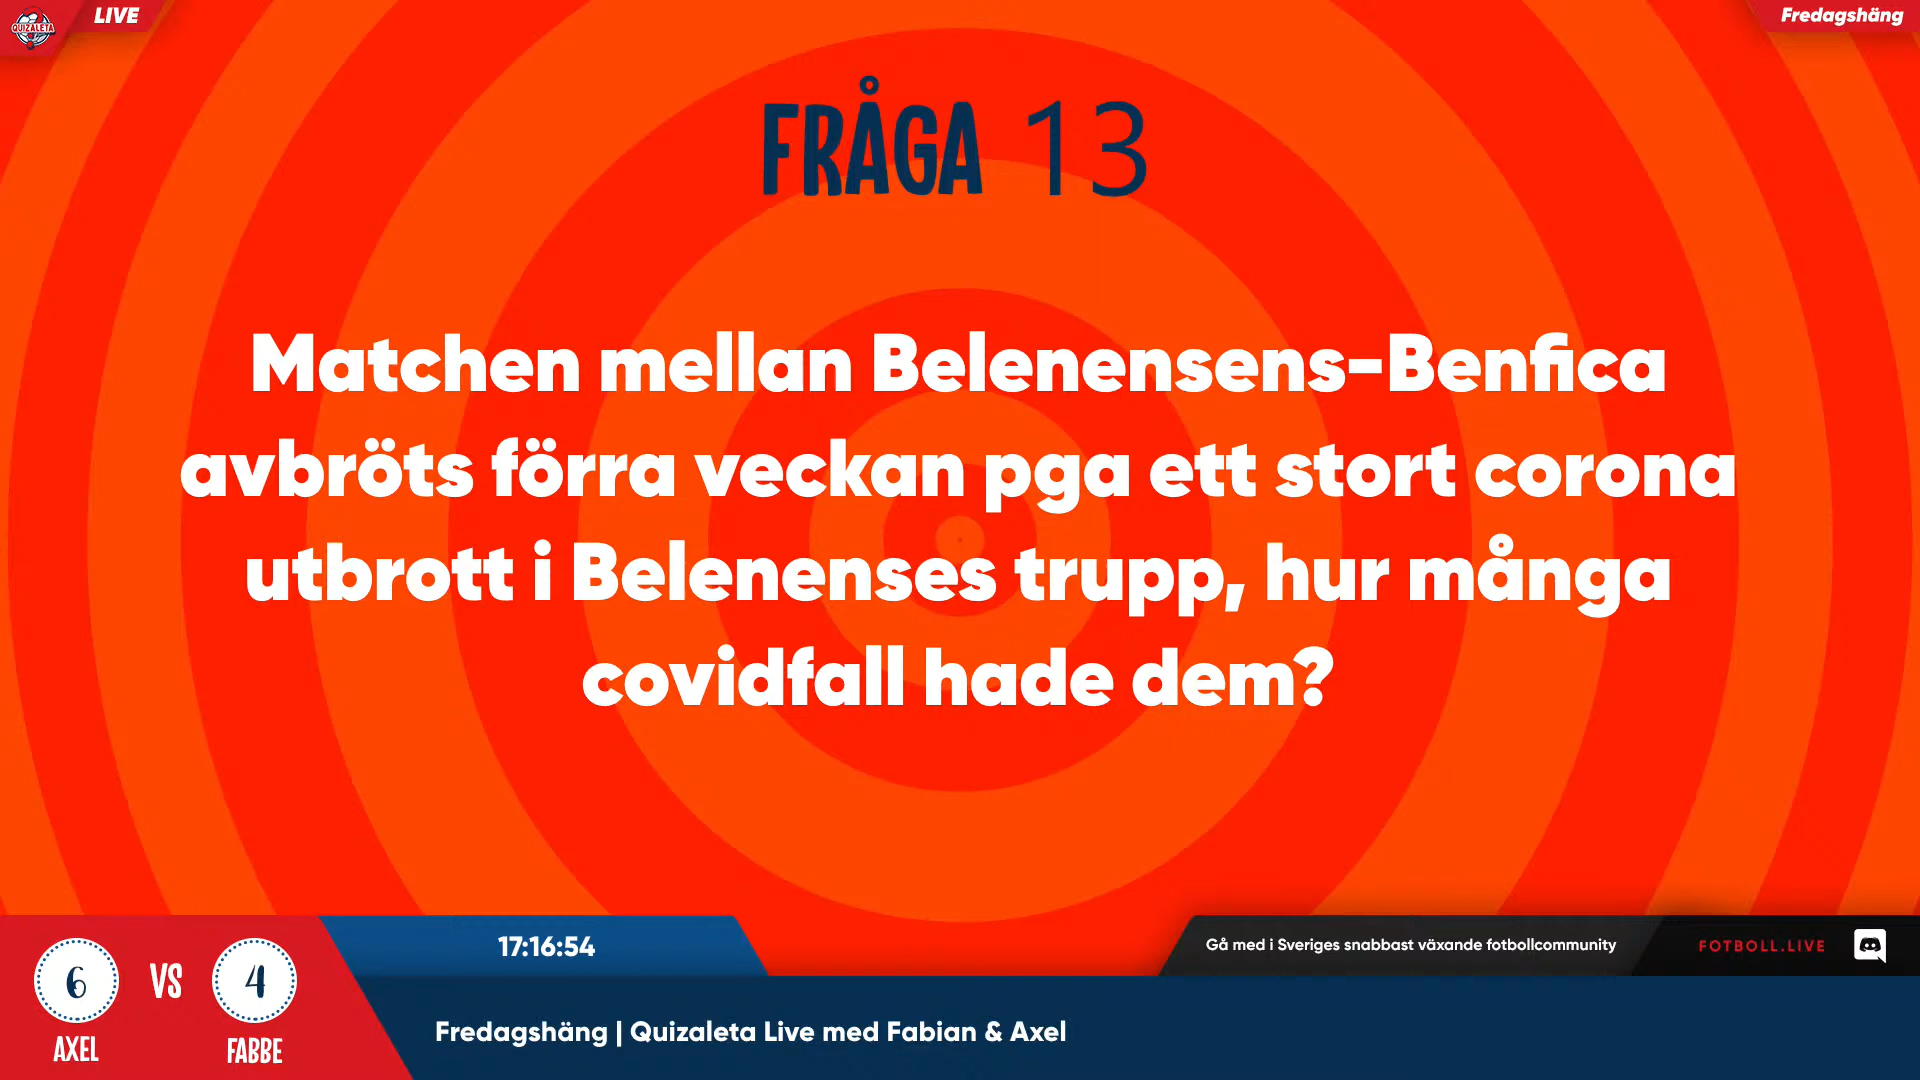 QUIZALETA
LIVE
Fredagshäng
FRÅGA 13
Matchen mellan Belenensens-Benfica
avbröts förra veckan pga ett stort corona
utbrott i Belenenses trupp, hur många
covidfall hade dem?
17:16:54
Gå med i Sveriges snabbast växande fotbollcommunity
FOTBOLL.LIVE
6 VS 4
AXEL FABBE
Fredagshäng | Quizaleta Live med Fabian & Axel